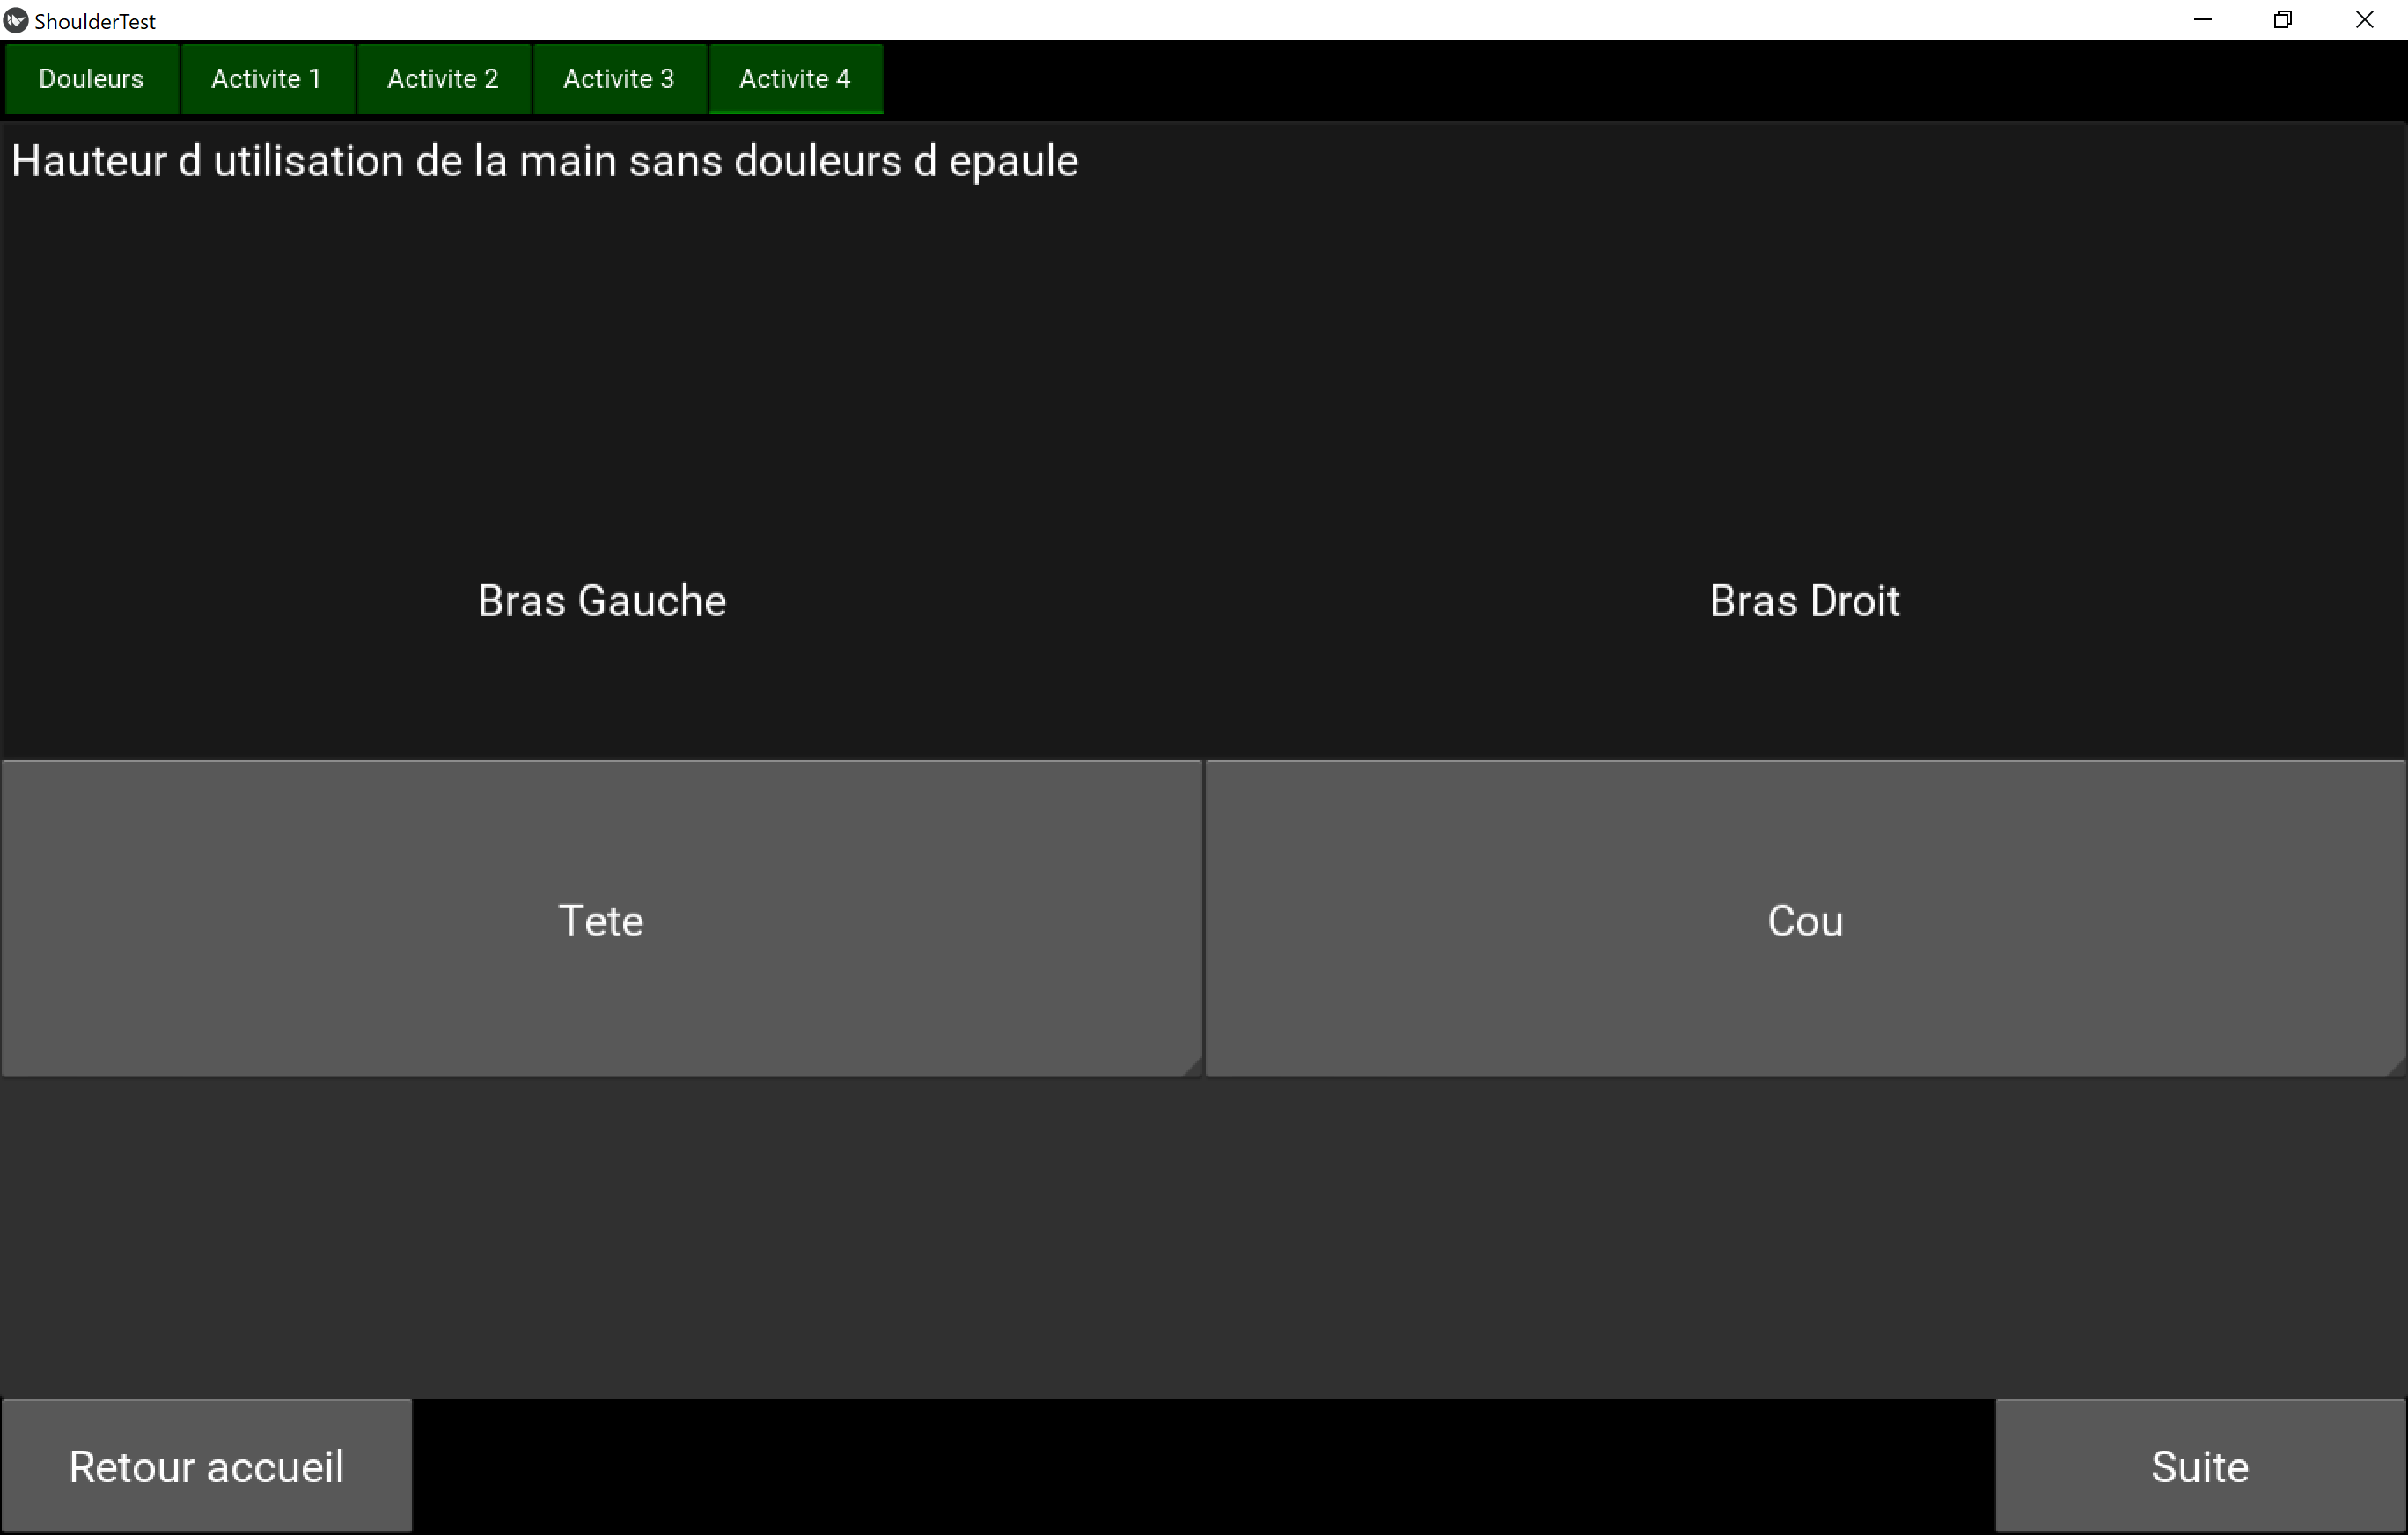 ShoulderTest
Douleurs Activite 1 Activite 2 Activite 3 Activite 4
Hauteur d utilisation de la main sans douleurs d epaule
Bras Gauche Bras Droit
Tete Cou
Retour accueil Suite